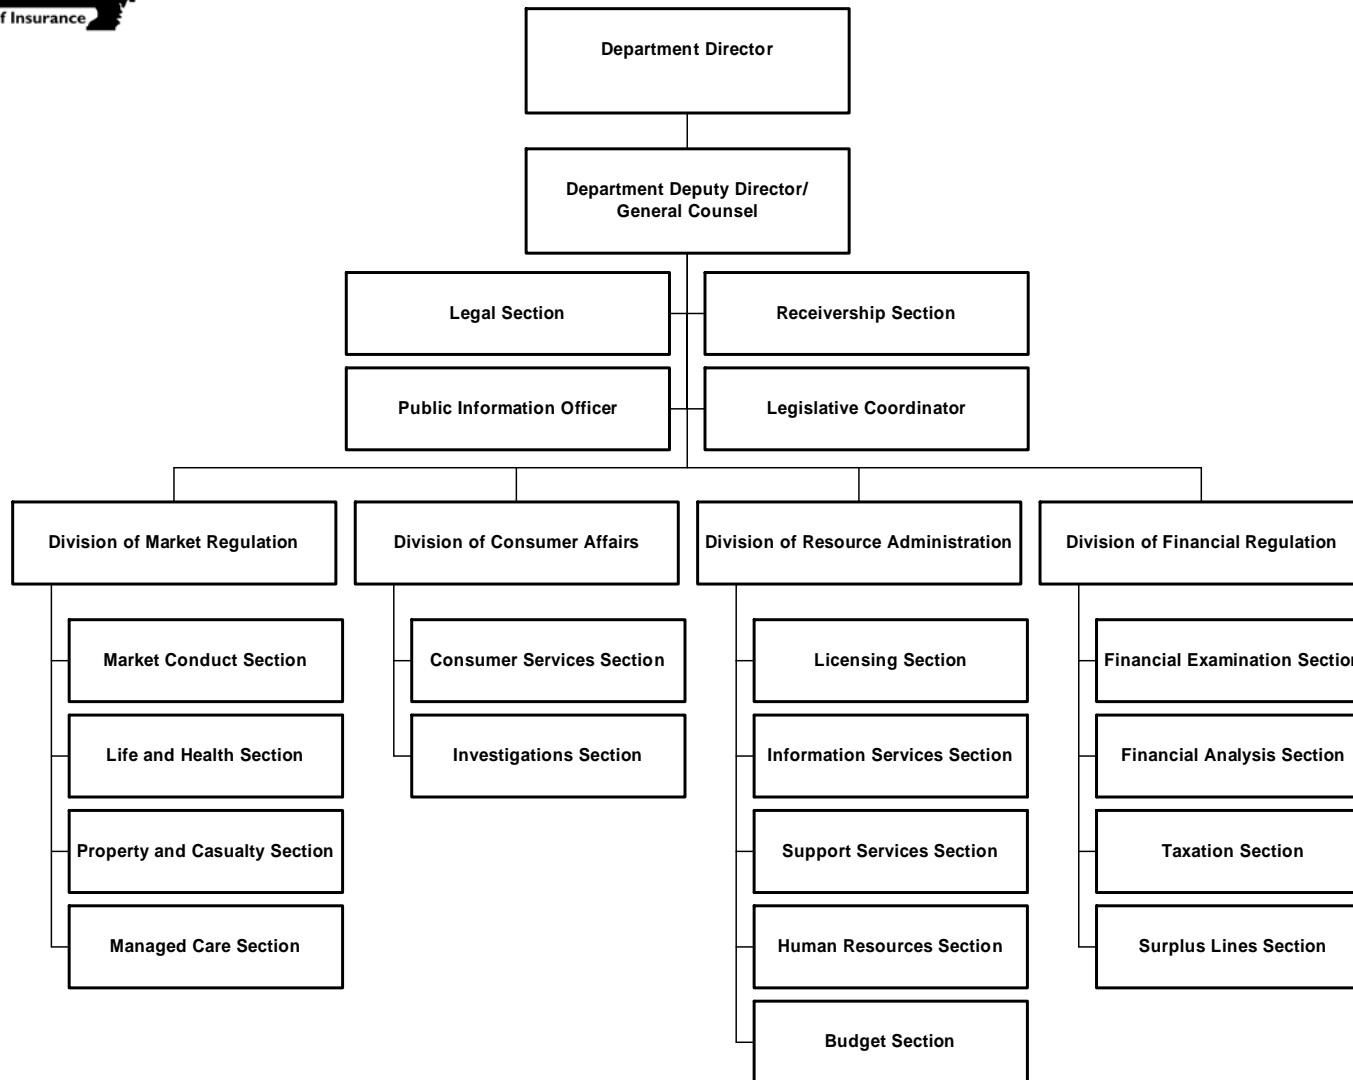 f Insurance
Department Director
Department Deputy Director/
General Counsel
Legal Section
Receivership Section
Public Information Officer
Legislative Coordinator
Division of Market Regulation
Division of Consumer Affairs
Division of Resource Administration
Division of Financial Regulation
Market Conduct Section
Consumer Services Section
Licensing Section
Financial Examination Section
Life and Health Section
Investigations Section
Information Services Section
Financial Analysis Section
Property and Casualty Section
Support Services Section
Taxation Section
Managed Care Section
Human Resources Section
Surplus Lines Section
Budget Section